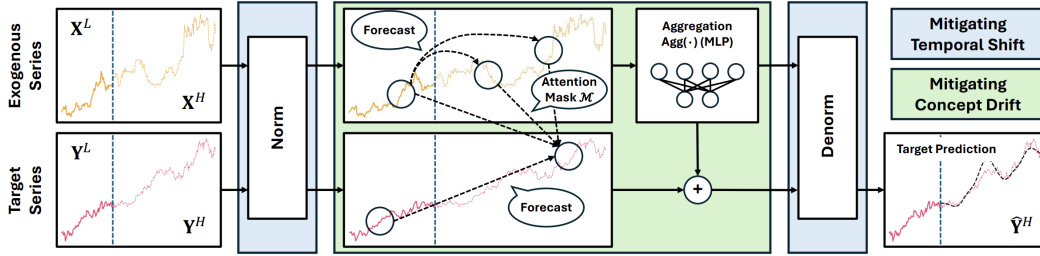 Exogenous
Series
X^L
X^H
Target
Series
Y^L
Y^H
Norm
Forecast
Attention
Mask ℳ
Forecast
Aggregation
Agg(·) (MLP)
+
Denorm
Mitigating
Temporal Shift
Mitigating
Concept Drift
Target Prediction
Ŷ^H